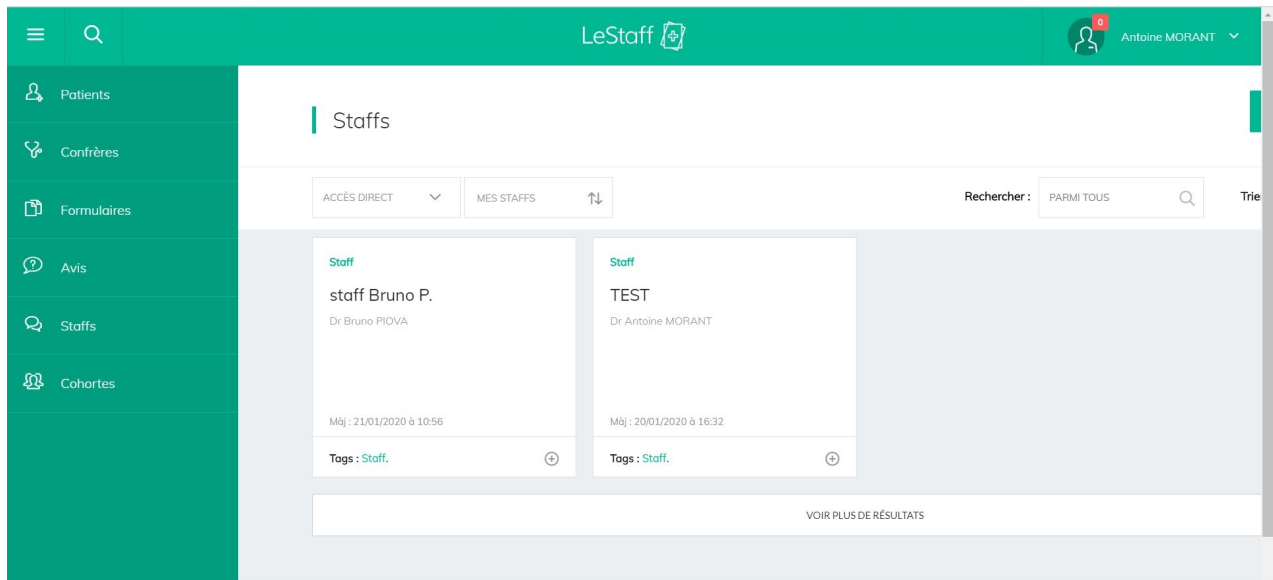 LeStaff
0
Antoine MORANT
Patients
Confrères
Formulaires
Avis
Staffs
Cohortes
Staffs
ACCÈS DIRECT
MES STAFFS
Rechercher :
PARMI TOUS
Staff
staff Bruno P.
Dr Bruno PIOVA
Màj : 21/01/2020 à 10:56
Tags : Staff.
Staff
TEST
Dr Antoine MORANT
Màj : 20/01/2020 à 16:32
Tags : Staff.
VOIR PLUS DE RÉSULTATS